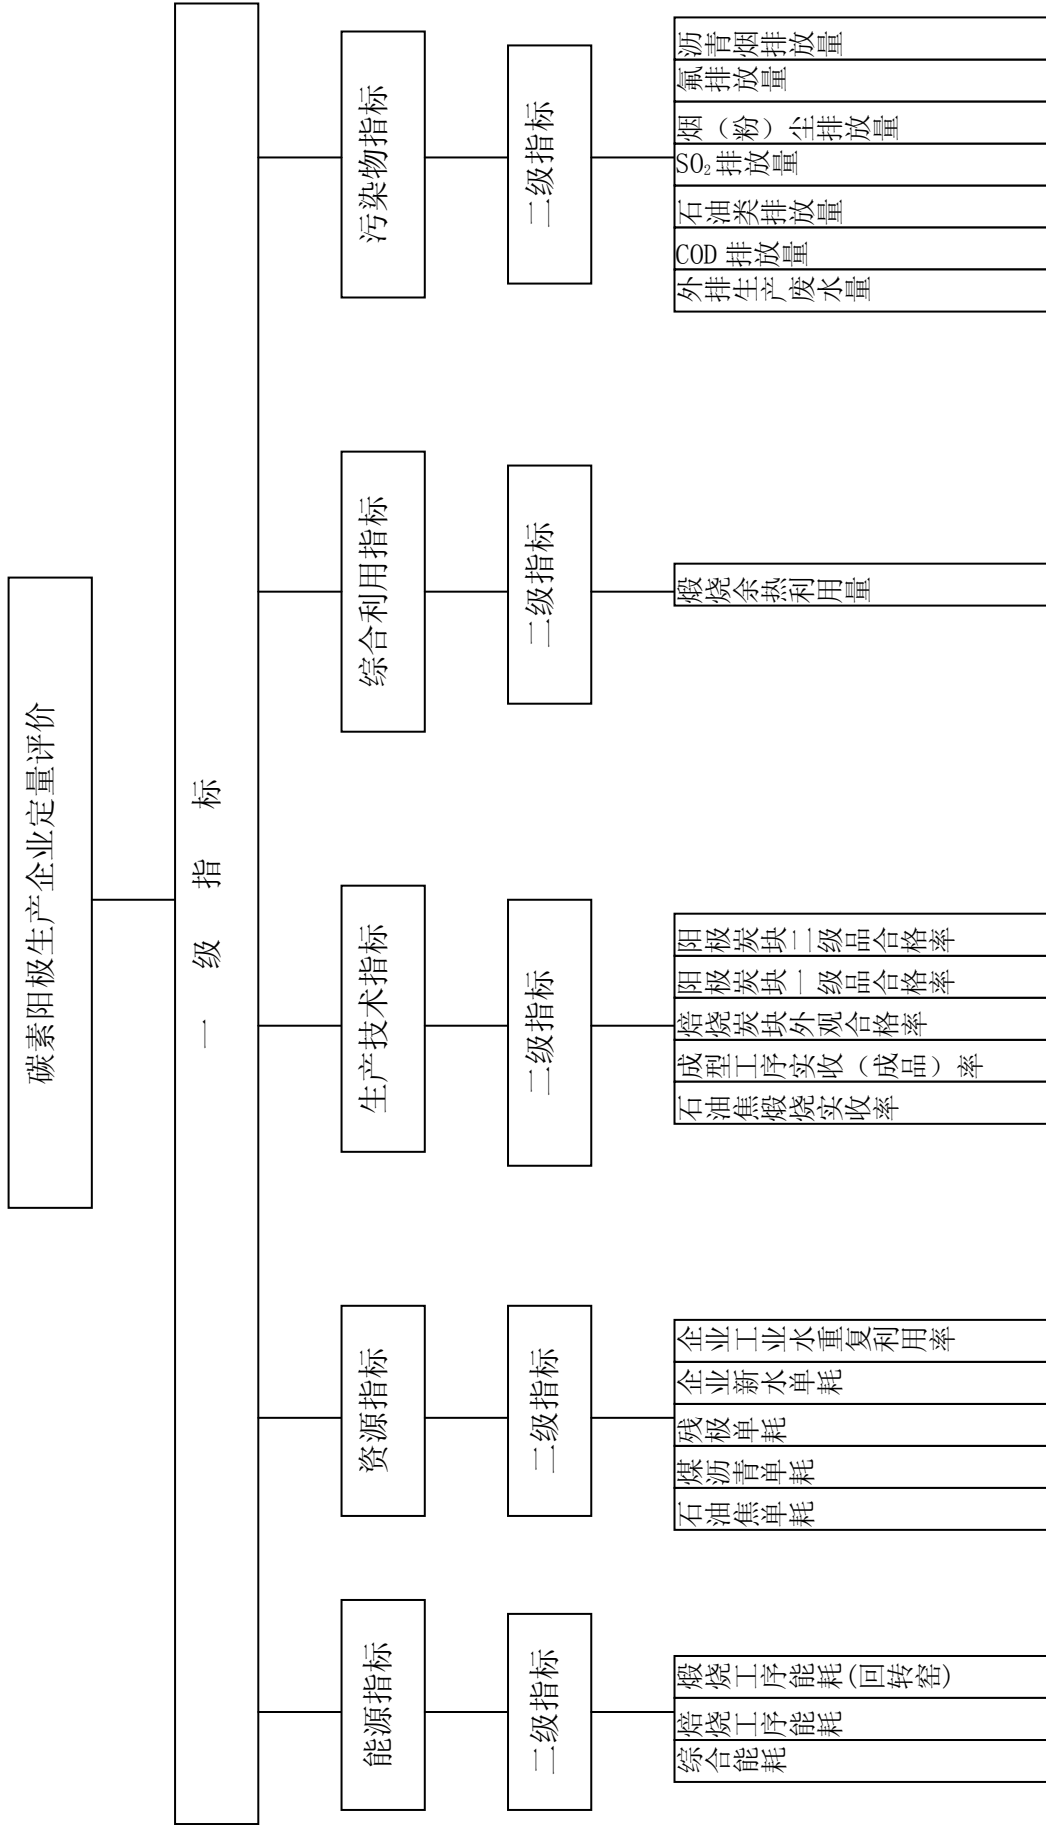 碳素阳极生产企业定量评价
一级指标
能源指标
资源指标
生产技术指标
综合利用指标
污染物指标
二级指标
二级指标
二级指标
二级指标
二级指标
综合能耗
焙烧工序能耗
煅烧工序能耗(回转窑)
石油焦单耗
煤沥青单耗
残极单耗
企业新水单耗
企业工业水重复利用率
石油焦煅烧实收率
成型工序实收（成品）率
焙烧炭块外观合格率
阳极炭块一级品合格率
阳极炭块二级品合格率
煅烧余热利用量
外排生产废水量
COD 排放量
石油类排放量
SO₂ 排放量
烟（粉）尘排放量
氟排放量
沥青烟排放量